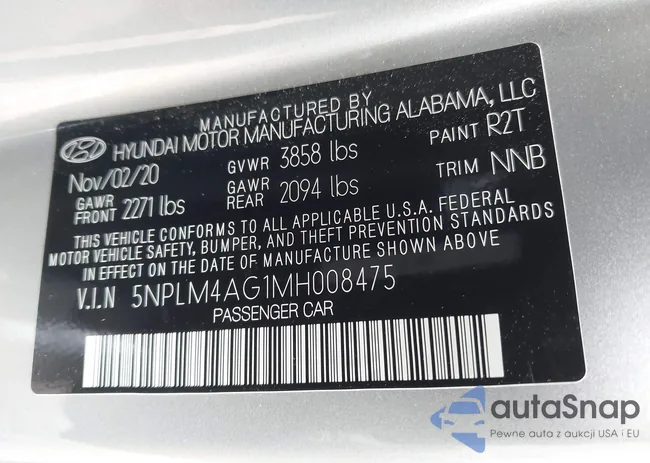 MANUFACTURED BY
HYUNDAI MOTOR MANUFACTURING ALABAMA, LLC
Nov/02/20 GVWR 3858 lbs PAINT R2T
GAWR FRONT 2271 lbs GAWR REAR 2094 lbs TRIM NNB
THIS VEHICLE CONFORMS TO ALL APPLICABLE U.S.A. FEDERAL
MOTOR VEHICLE SAFETY, BUMPER, AND THEFT PREVENTION STANDARDS
IN EFFECT ON THE DATE OF MANUFACTURE SHOWN ABOVE
V.I.N 5NPLM4AG1MH008475
PASSENGER CAR
autaSnap
Pewne auta z aukcji USA i EU